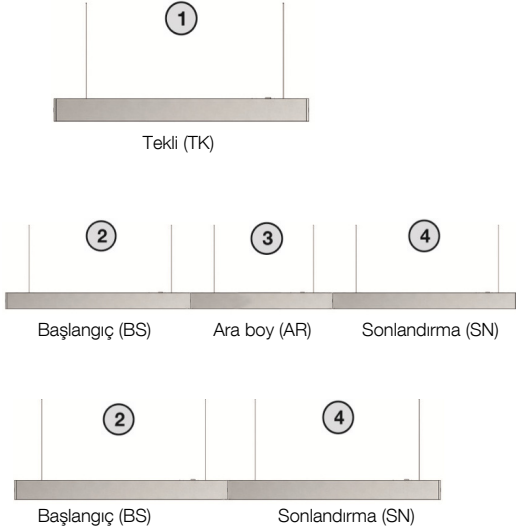 1
Tekli (TK)
2 3 4
Başlangıç (BS) Ara boy (AR) Sonlandırma (SN)
2 4
Başlangıç (BS) Sonlandırma (SN)